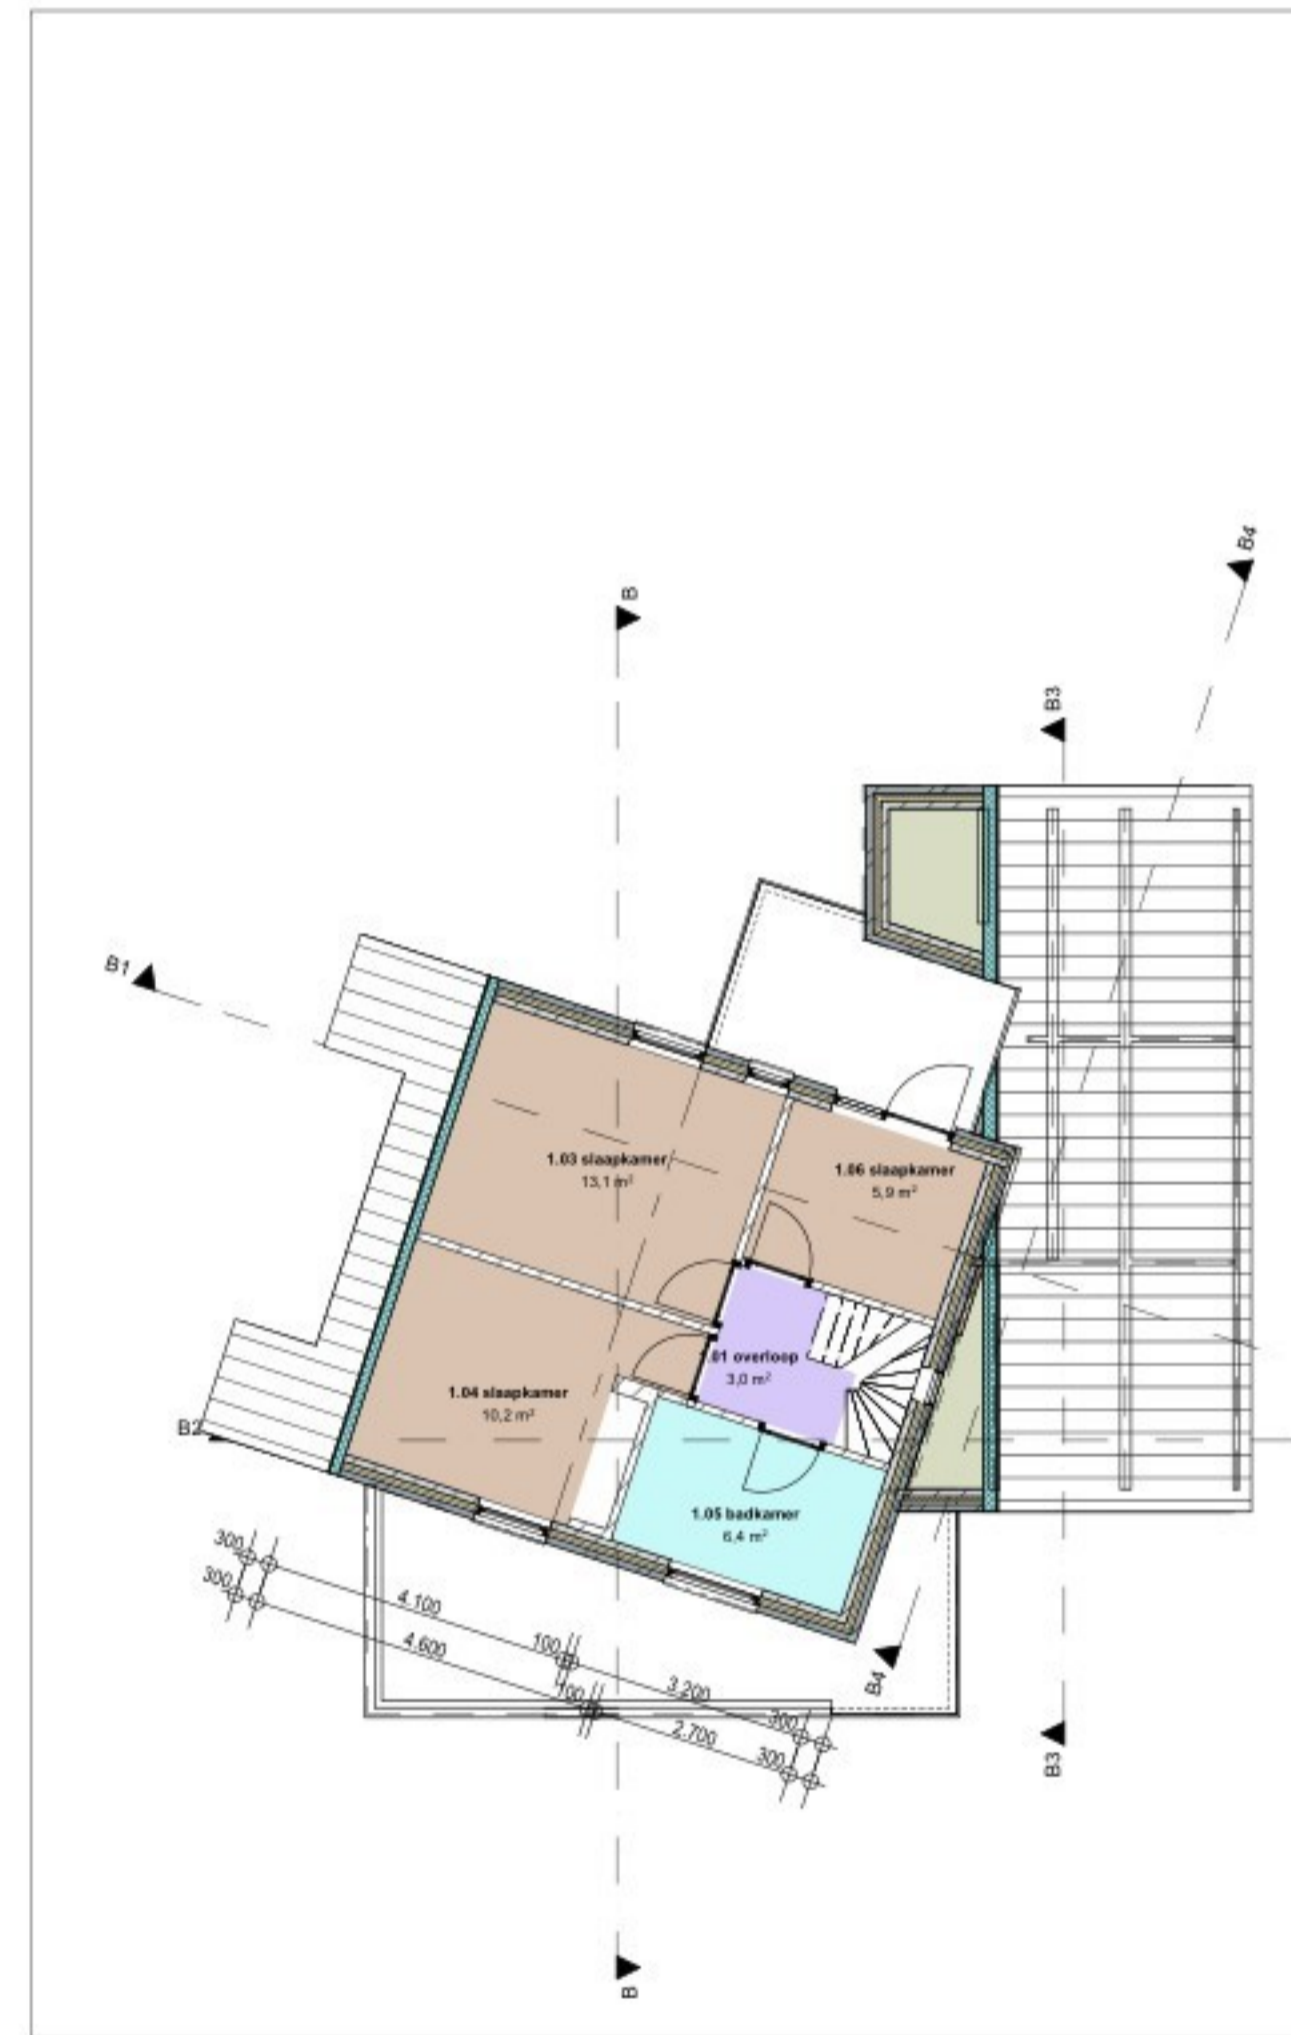 B4
B
B3
B1
1.03 slaapkamer
13,1 m²
1.06 slaapkamer
5,9 m²
1.01 overloop
3,0 m²
1.04 slaapkamer
10,2 m²
B2
1.05 badkamer
6,4 m²
300
300
4.100
4.600
100
100
3.200
2.700
300
300
B4
B3
B